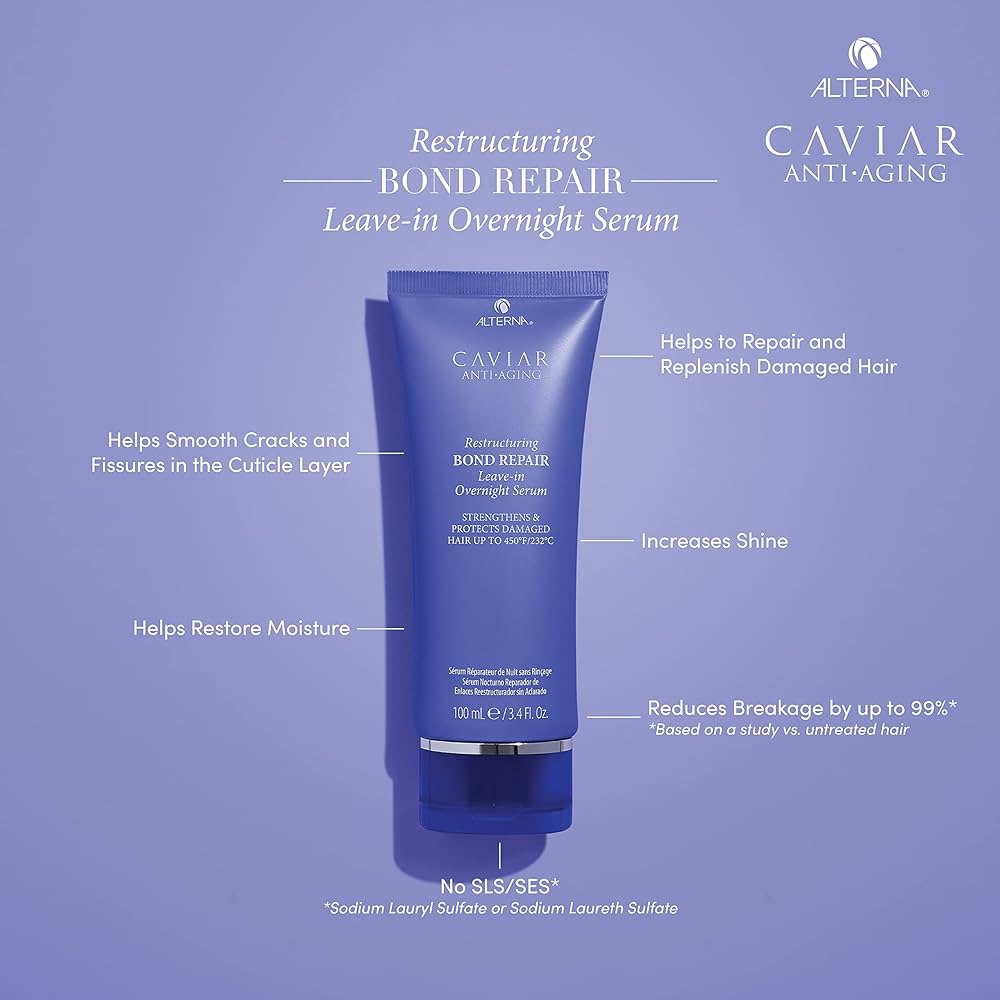 ALTERNA®
CAVIAR
ANTI·AGING
Restructuring
BOND REPAIR
Leave-in Overnight Serum
ALTERNA®
CAVIAR
ANTI·AGING
Restructuring
BOND REPAIR
Leave-in
Overnight Serum
STRENGTHENS &
PROTECTS DAMAGED
HAIR UP TO 450°F/232°C
Sérum Réparateur de Nuit sans Rinçage
Sérum Nocturno Reparador de
Enlaces Reestructurador sin Aclarado
100 mL ℮ / 3.4 Fl. Oz.
Helps to Repair and
Replenish Damaged Hair
Helps Smooth Cracks and
Fissures in the Cuticle Layer
Increases Shine
Helps Restore Moisture
Reduces Breakage by up to 99%*
*Based on a study vs. untreated hair
No SLS/SES*
*Sodium Lauryl Sulfate or Sodium Laureth Sulfate